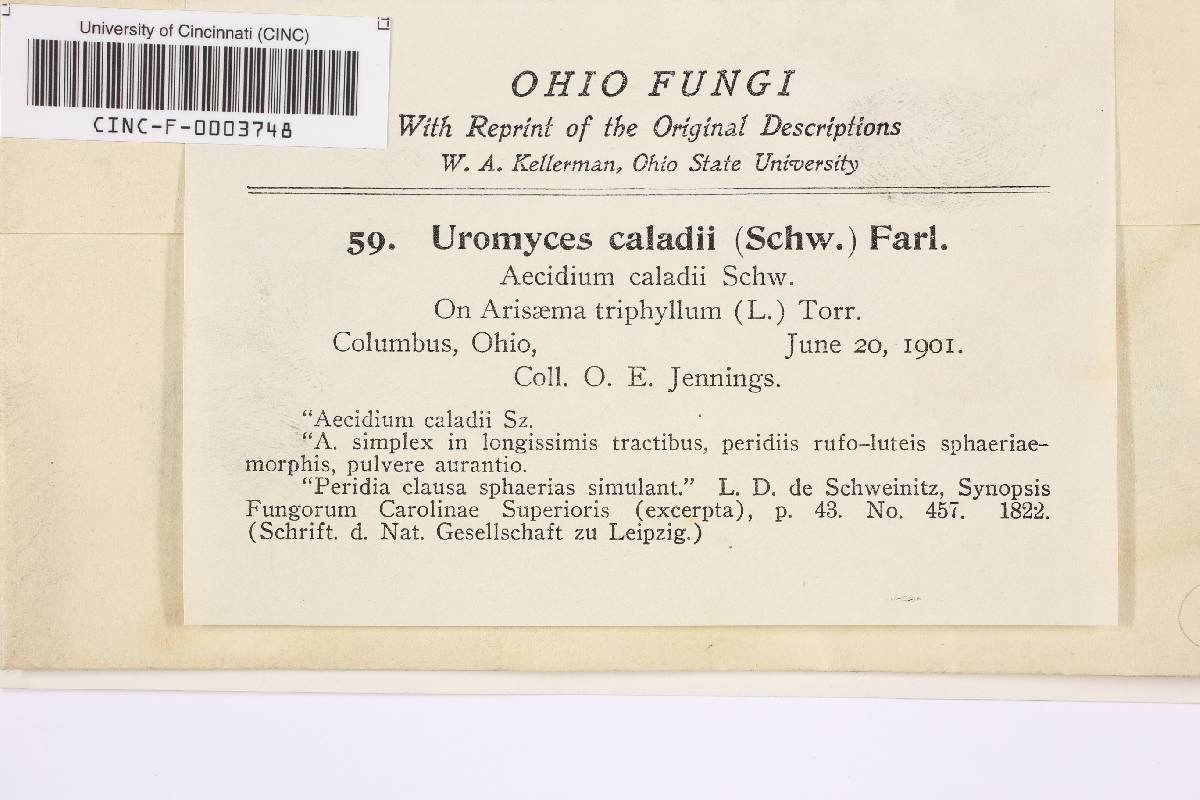 University of Cincinnati (CINC)
CINC-F-0003748
OHIO FUNGI
With Reprint of the Original Descriptions
W. A. Kellerman, Ohio State University
59. Uromyces caladii (Schw.) Farl.
Aecidium caladii Schw.
On Arisæma triphyllum (L.) Torr.
Columbus, Ohio, June 20, 1901.
Coll. O. E. Jennings.
“Aecidium caladii Sz.
“A. simplex in longissimis tractibus, peridiis rufo-luteis sphaeriae-
morphis, pulvere aurantio.
“Peridia clausa sphaerias simulant.” L. D. de Schweinitz, Synopsis
Fungorum Carolinae Superioris (excerpta), p. 43. No. 457. 1822.
(Schrift. d. Nat. Gesellschaft zu Leipzig.)